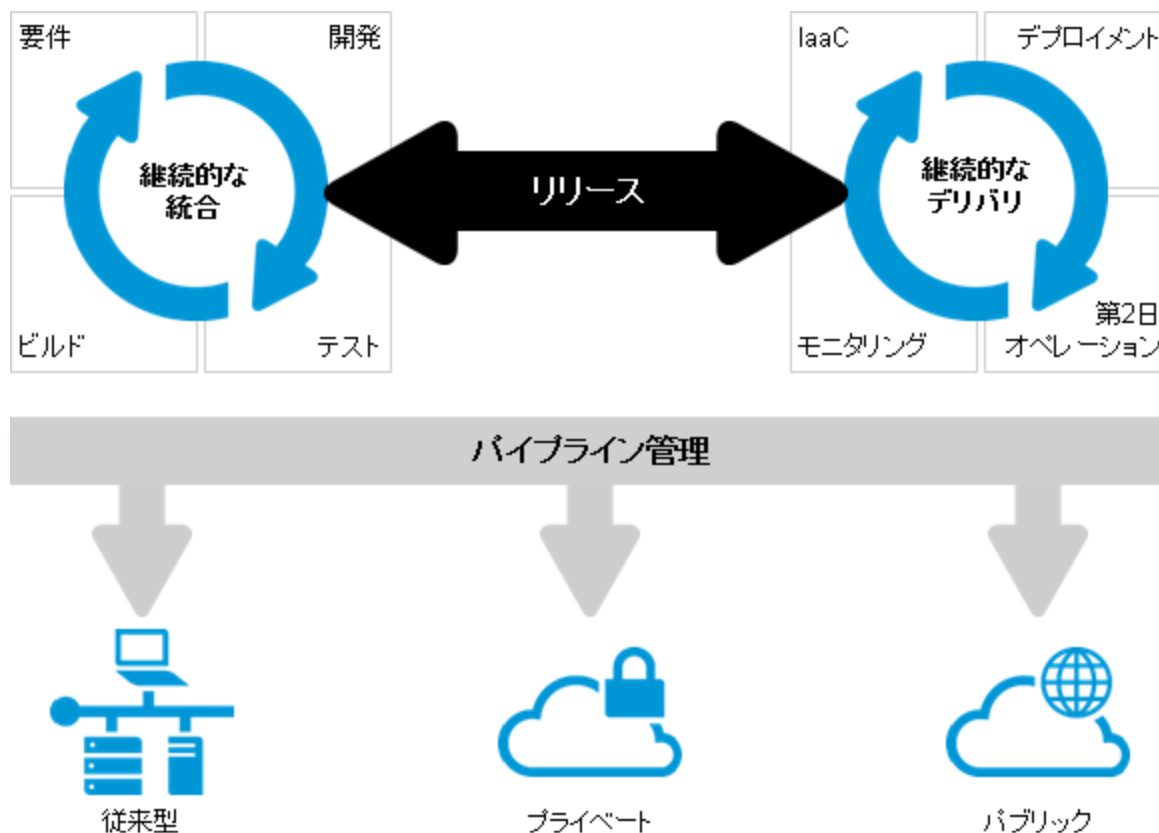 要件
開発
IaaC
デプロイメント
継続的な
統合
リリース
継続的な
デリバリ
ビルド
テスト
モニタリング
第2日
オペレーション
パイプライン管理
従来型
プライベート
パブリック